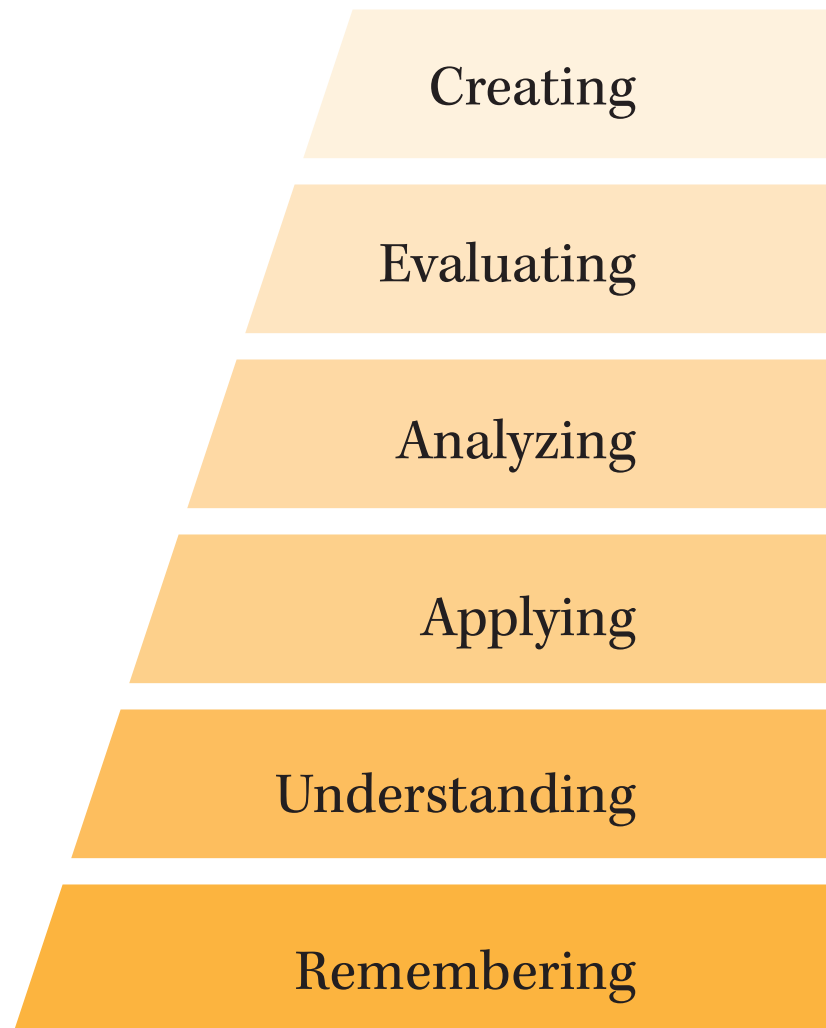 Creating
Evaluating
Analyzing
Applying
Understanding
Remembering